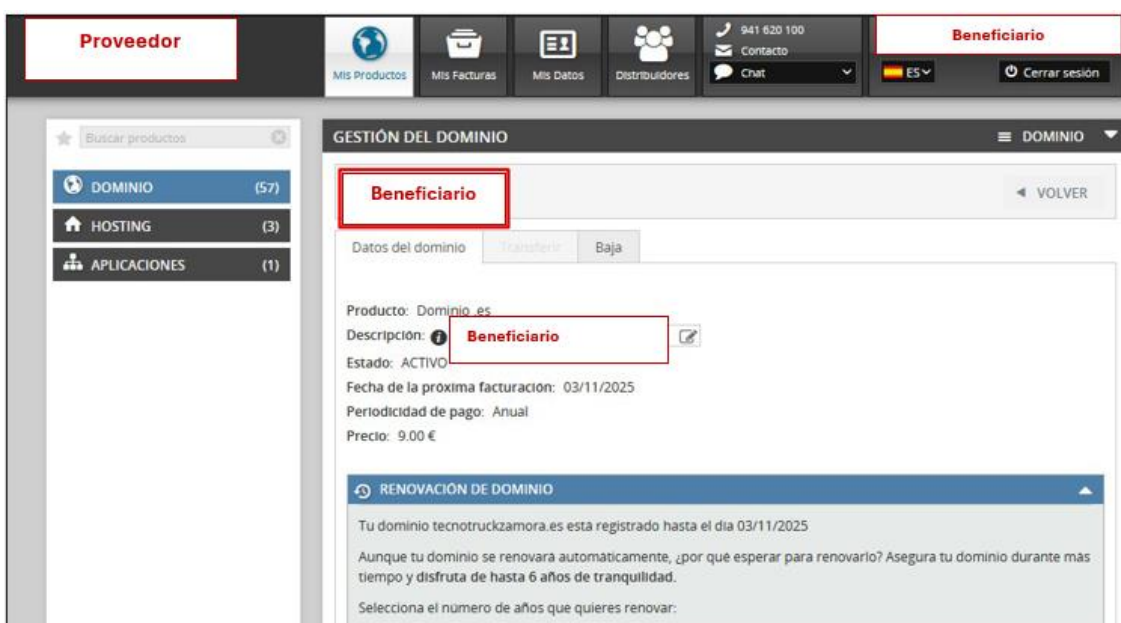 Proveedor
Mis Productos
Mis Facturas
Mis Datos
Distribuidores
941 620 100
Contacto
Chat
Beneficiario
ES
Cerrar sesión
Buscar productos
GESTIÓN DEL DOMINIO
DOMINIO
DOMINIO (57)
HOSTING (3)
APLICACIONES (1)
Beneficiario
VOLVER
Datos del dominio
Transferir
Baja
Producto: Dominio .es
Descripción: Beneficiario
Estado: ACTIVO
Fecha de la próxima facturación: 03/11/2025
Periodicidad de pago: Anual
Precio: 9.00 €
RENOVACIÓN DE DOMINIO
Tu dominio tecnotruckzamora.es está registrado hasta el día 03/11/2025
Aunque tu dominio se renovará automáticamente, ¿por qué esperar para renovarlo? Asegura tu dominio durante más
tiempo y disfruta de hasta 6 años de tranquilidad.
Selecciona el número de años que quieres renovar: